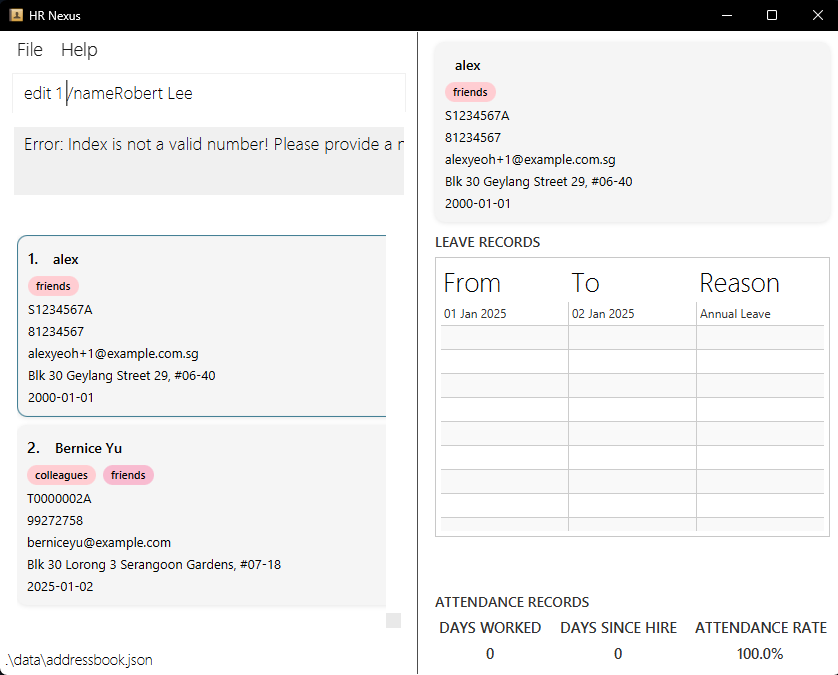 HR Nexus
File Help
edit 1 /nameRobert Lee
Error: Index is not a valid number! Please provide a n
1. alex
friends
S1234567A
81234567
alexyeoh+1@example.com.sg
Blk 30 Geylang Street 29, #06-40
2000-01-01
2. Bernice Yu
colleagues friends
T0000002A
99272758
berniceyu@example.com
Blk 30 Lorong 3 Serangoon Gardens, #07-18
2025-01-02
.\data\addressbook.json
alex
friends
S1234567A
81234567
alexyeoh+1@example.com.sg
Blk 30 Geylang Street 29, #06-40
2000-01-01
LEAVE RECORDS
From To Reason
01 Jan 2025 02 Jan 2025 Annual Leave
ATTENDANCE RECORDS
DAYS WORKED DAYS SINCE HIRE ATTENDANCE RATE
0 0 100.0%